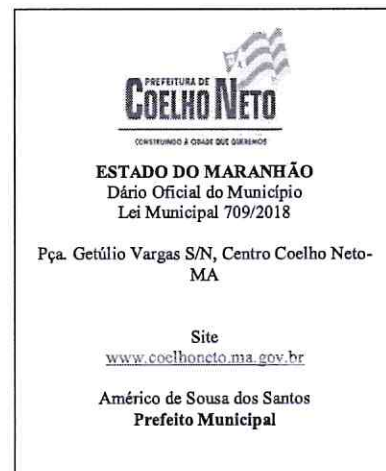 PREFEITURA DE
COELHO NETO
CONSTRUINDO A CIDADE QUE QUEREMOS
ESTADO DO MARANHÃO
Dário Oficial do Município
Lei Municipal 709/2018
Pça. Getúlio Vargas S/N, Centro Coelho Neto-
MA
Site
www.coelhoneto.ma.gov.br
Américo de Sousa dos Santos
Prefeito Municipal